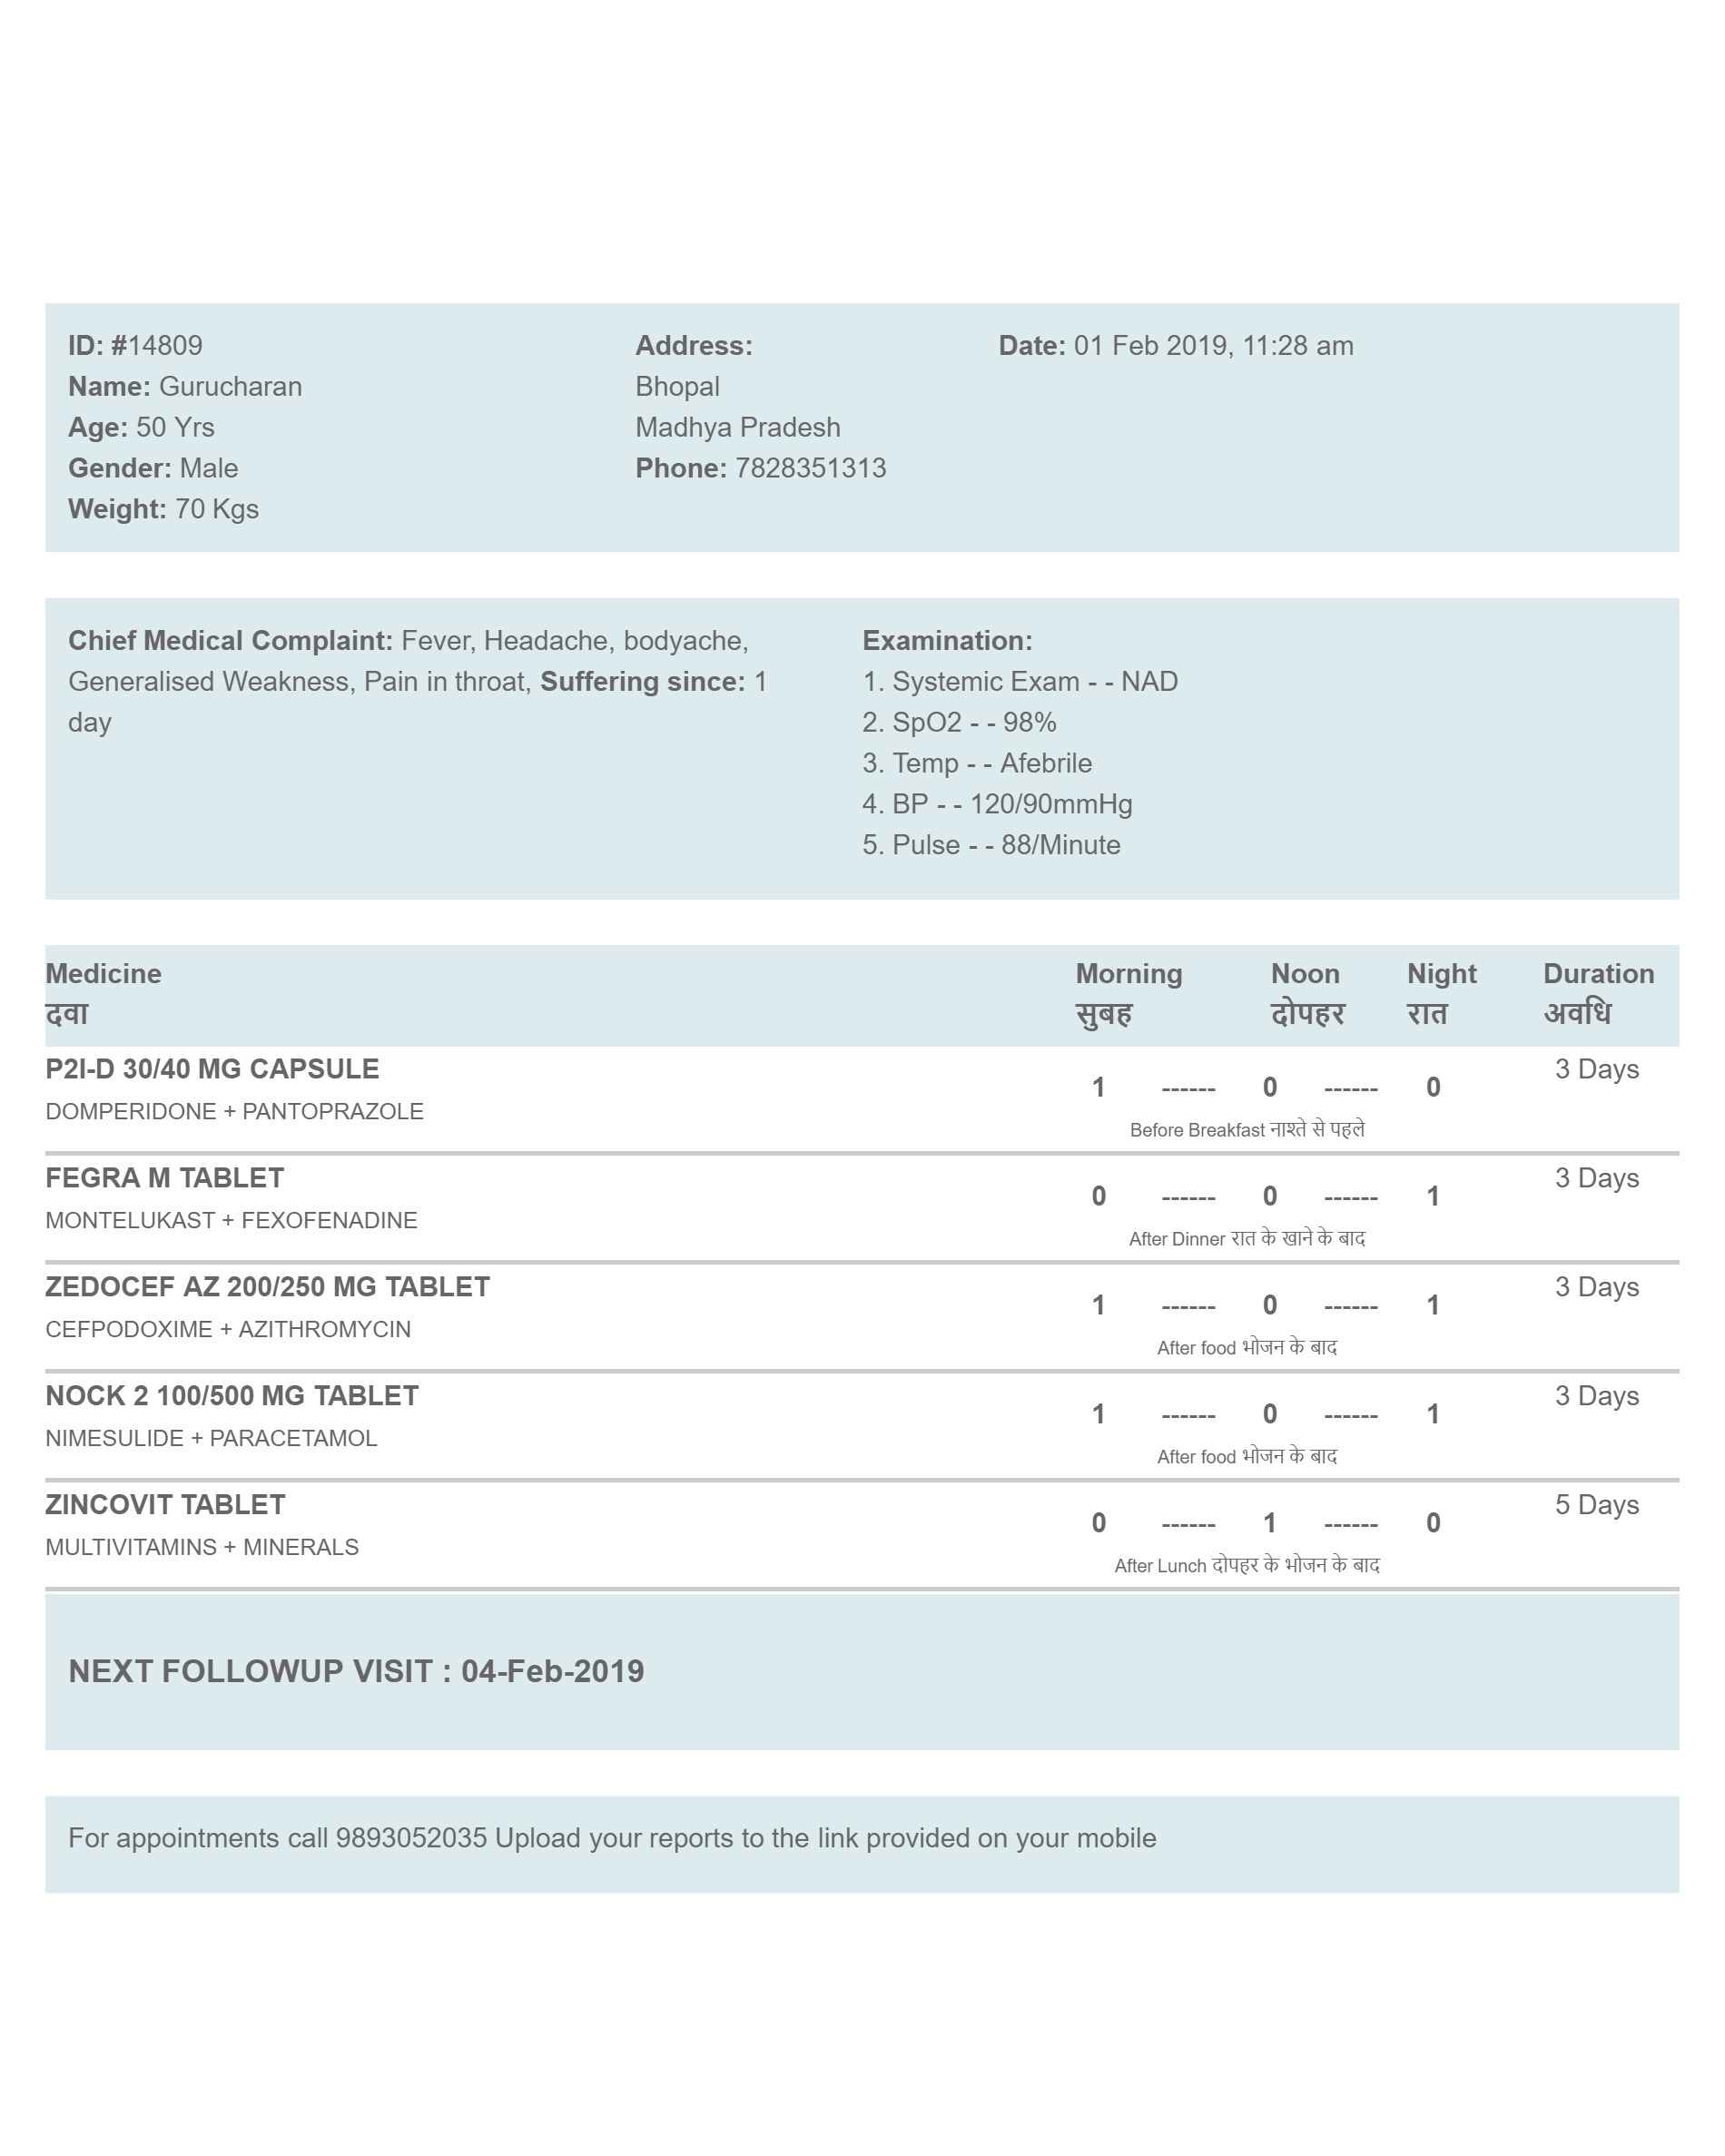 ID: #14809
Name: Gurucharan
Age: 50 Yrs
Gender: Male
Weight: 70 Kgs
Address:
Bhopal
Madhya Pradesh
Phone: 7828351313
Date: 01 Feb 2019, 11:28 am
Chief Medical Complaint: Fever, Headache, bodyache,
Generalised Weakness, Pain in throat, Suffering since: 1
day
Examination:
1. Systemic Exam - - NAD
2. SpO2 - - 98%
3. Temp - - Afebrile
4. BP - - 120/90mmHg
5. Pulse - - 88/Minute
Medicine Morning Noon Night Duration
दवा सुबह दोपहर रात अवधि
P2I-D 30/40 MG CAPSULE 3 Days
1 ------ 0 ------ 0
DOMPERIDONE + PANTOPRAZOLE
Before Breakfast नाश्ते से पहले
FEGRA M TABLET 3 Days
0 ------ 0 ------ 1
MONTELUKAST + FEXOFENADINE
After Dinner रात के खाने के बाद
ZEDOCEF AZ 200/250 MG TABLET 3 Days
1 ------ 0 ------ 1
CEFPODOXIME + AZITHROMYCIN
After food भोजन के बाद
NOCK 2 100/500 MG TABLET 3 Days
1 ------ 0 ------ 1
NIMESULIDE + PARACETAMOL
After food भोजन के बाद
ZINCOVIT TABLET 5 Days
0 ------ 1 ------ 0
MULTIVITAMINS + MINERALS
After Lunch दोपहर के भोजन के बाद
NEXT FOLLOWUP VISIT : 04-Feb-2019
For appointments call 9893052035 Upload your reports to the link provided on your mobile